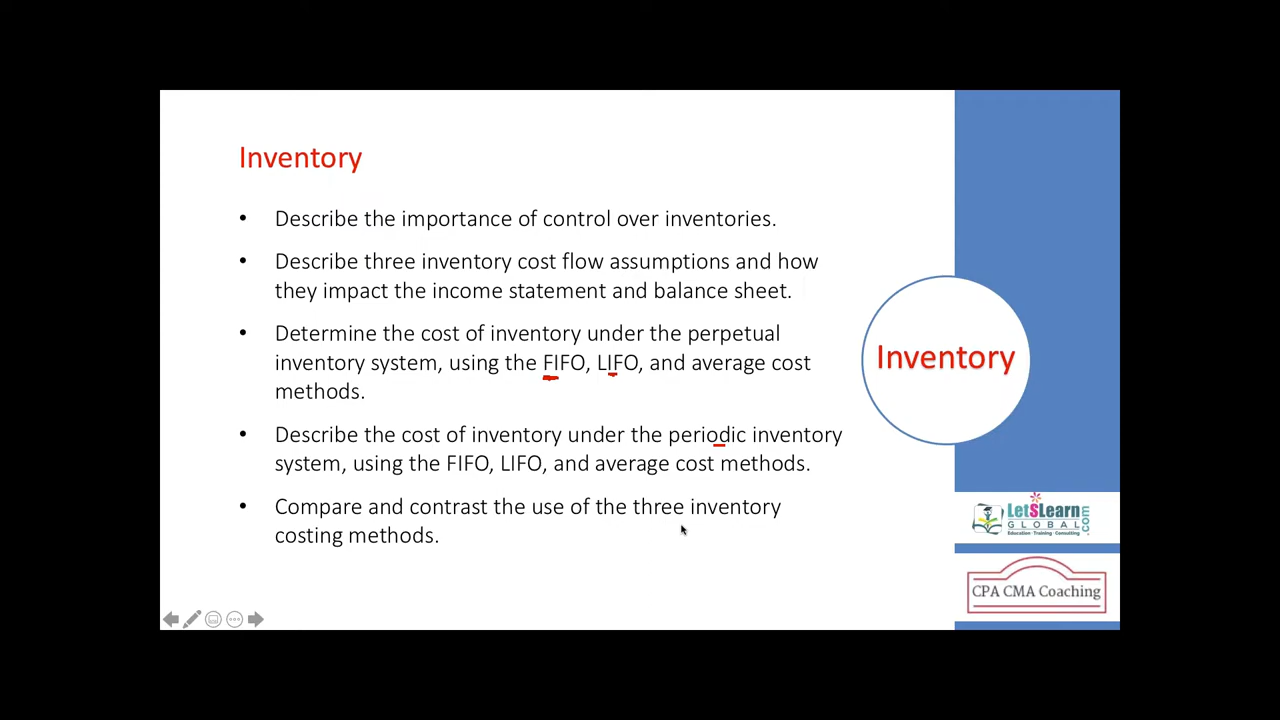 Inventory
• Describe the importance of control over inventories.
• Describe three inventory cost flow assumptions and how
they impact the income statement and balance sheet.
• Determine the cost of inventory under the perpetual
inventory system, using the FIFO, LIFO, and average cost
methods.
• Describe the cost of inventory under the periodic inventory
system, using the FIFO, LIFO, and average cost methods.
• Compare and contrast the use of the three inventory
costing methods.
Inventory
LetSLearn
GLOBAL.com
Education · Training · Consulting
CPA CMA Coaching